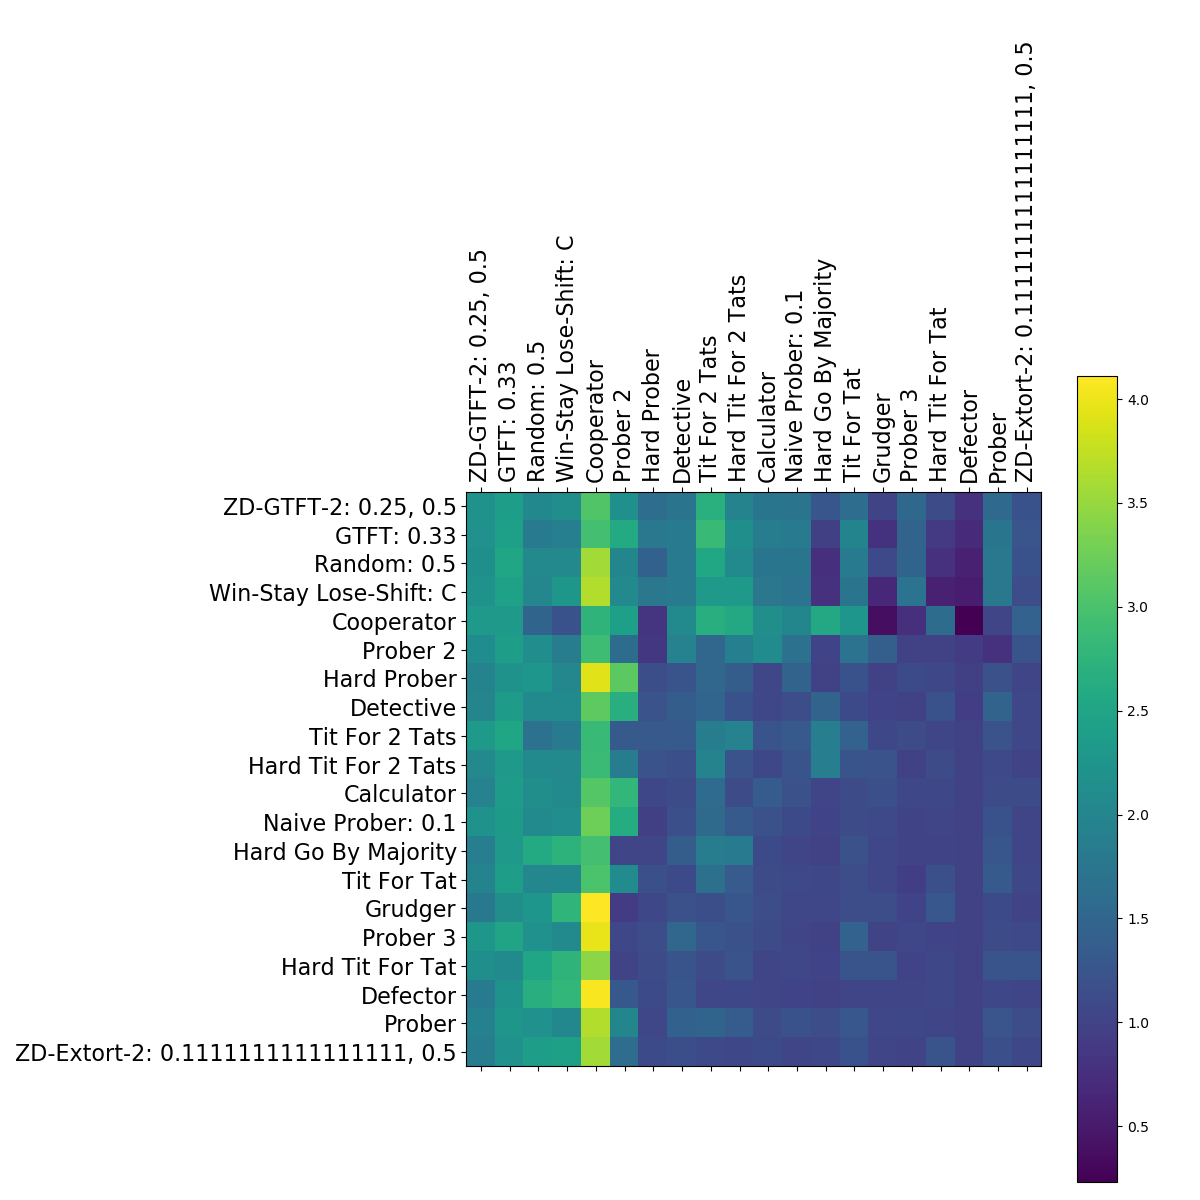 ZD-GTFT-2: 0.25, 0.5
GTFT: 0.33
Random: 0.5
Win-Stay Lose-Shift: C
Cooperator
Prober 2
Hard Prober
Detective
Tit For 2 Tats
Hard Tit For 2 Tats
Calculator
Naive Prober: 0.1
Hard Go By Majority
Tit For Tat
Grudger
Prober 3
Hard Tit For Tat
Defector
Prober
ZD-Extort-2: 0.1111111111111111, 0.5
ZD-GTFT-2: 0.25, 0.5
GTFT: 0.33
Random: 0.5
Win-Stay Lose-Shift: C
Cooperator
Prober 2
Hard Prober
Detective
Tit For 2 Tats
Hard Tit For 2 Tats
Calculator
Naive Prober: 0.1
Hard Go By Majority
Tit For Tat
Grudger
Prober 3
Hard Tit For Tat
Defector
Prober
ZD-Extort-2: 0.1111111111111111, 0.5
4.0
3.5
3.0
2.5
2.0
1.5
1.0
0.5